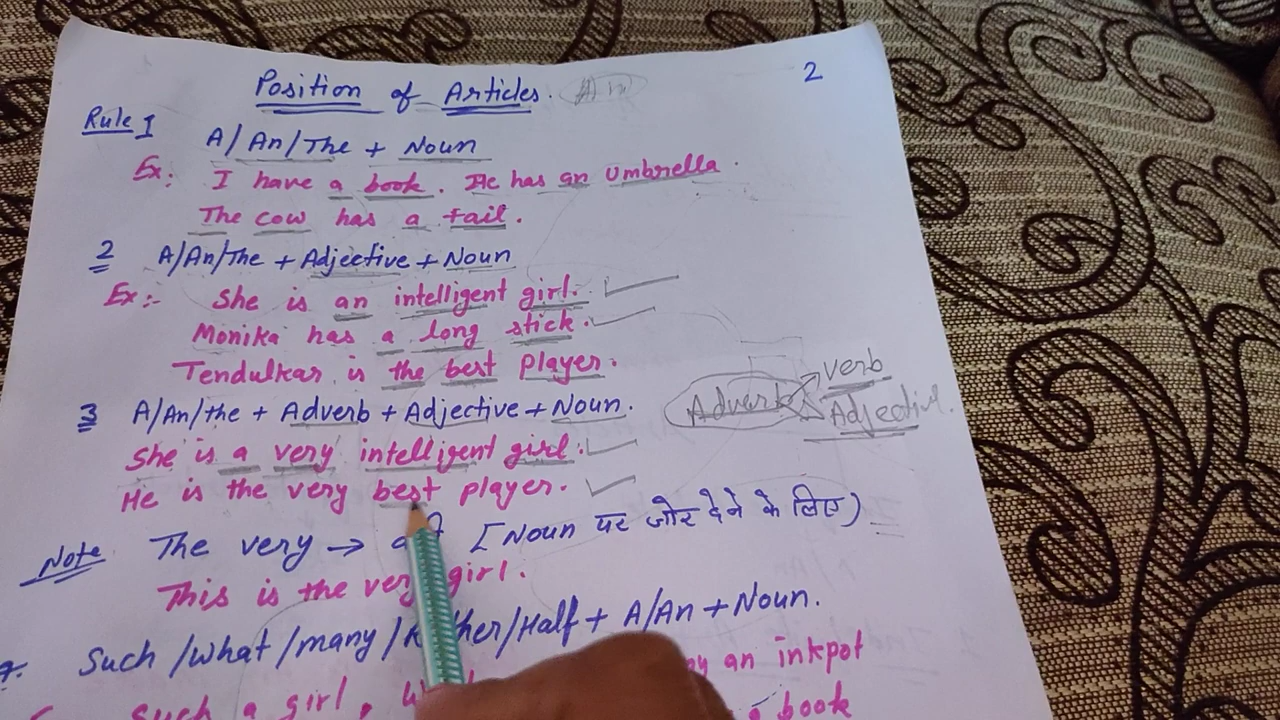 Position of Articles. An
2
Rule 1
A/An/The + Noun
Ex: I have a book. He has an umbrella.
The cow has a tail.
2 A/An/the + Adjective + Noun
Ex:- She is an intelligent girl.
Monika has a long stick.
Tendulkar is the best player.
3 A/An/the + Adverb + Adjective + Noun.
Adverb verb
Adjective.
She is a very intelligent girl.
He is the very best player.
Note The very → [Noun पर जोर देने के लिए)
This is the very girl.
Such/what/many/ /Half + A/An + Noun.
such a girl, an inkpot
book